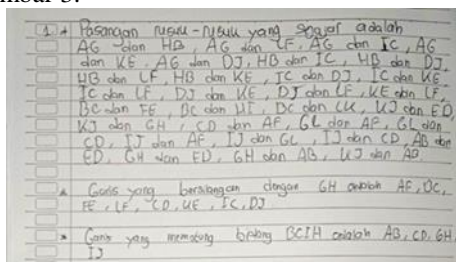 1. Pasangan rusuk-rusuk yang sejajar adalah
AG dan HB, AG dan LF, AG dan IC, AG
dan KE, AG dan DJ, HB dan IC, HB dan DJ,
HB dan LF, HB dan KE, IC dan DJ, IC dan KE
IC dan LF, DJ dan KE, DJ dan LF, KE dan LF,
BC dan FE, BC dan HI, BC dan LK, KJ dan ED,
KJ dan GH, CD dan AF, GL dan AF, GL dan
CD, IJ dan AF, IJ dan GL, IJ dan CD, AB dan
ED, GH dan ED, GH dan AB, KJ dan AB
Garis yang bersilangan dengan GH adalah AF, DC,
FE, LF, CD, KE, IC, DJ
Garis yang memotong bidang BCIH adalah AB, CD, GH,
IJ